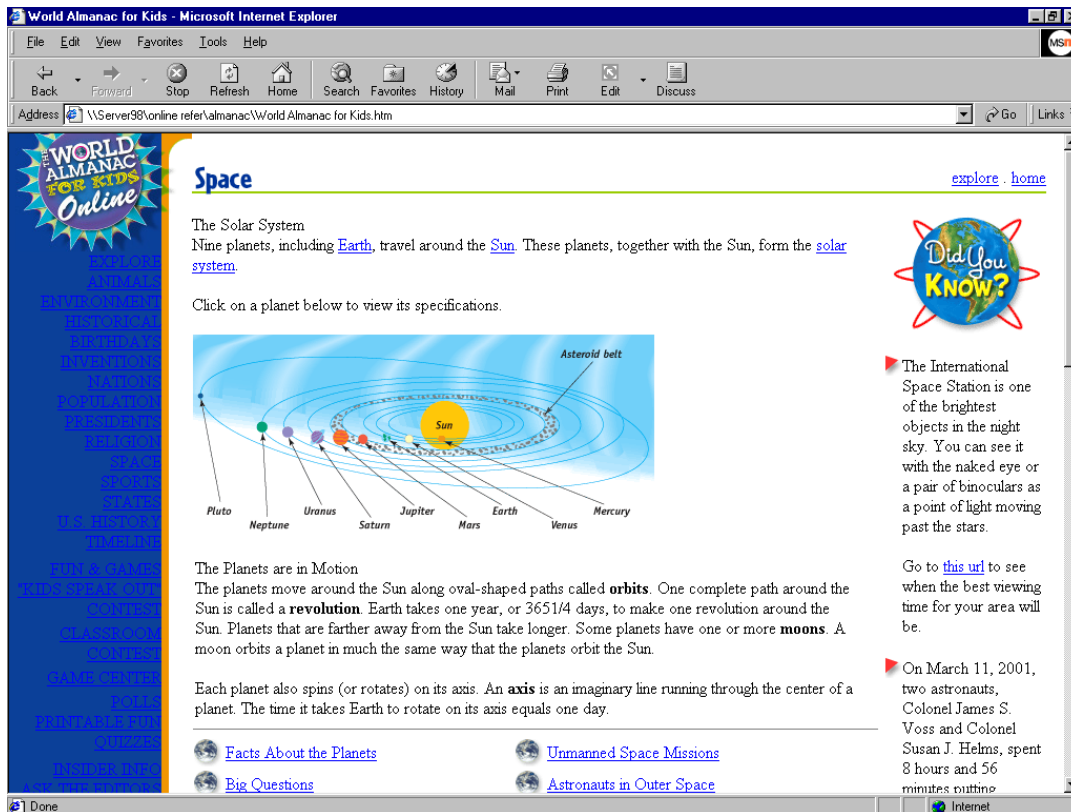 World Almanac for Kids - Microsoft Internet Explorer
File Edit View Favorites Tools Help
MSN
Back Forward Stop Refresh Home Search Favorites History Mail Print Edit Discuss
Address \\Server98\online refer\almanac\World Almanac for Kids.htm Go Links
THE WORLD
ALMANAC
FOR KIDS
Online
EXPLORE
ANIMALS
ENVIRONMENT
HISTORICAL
BIRTHDAYS
INVENTIONS
NATIONS
POPULATION
PRESIDENTS
RELIGION
SPACE
SPORTS
STATES
U.S. HISTORY
TIMELINE
FUN & GAMES
"KIDS SPEAK OUT"
CONTEST
CLASSROOM
CONTEST
GAME CENTER
POLLS
PRINTABLE FUN
QUIZZES
INSIDER INFO
ASK THE EDITORS
Space
explore . home
The Solar System
Nine planets, including Earth, travel around the Sun. These planets, together with the Sun, form the solar
system.
Click on a planet below to view its specifications.
Asteroid belt
Sun
Pluto
Neptune
Uranus
Saturn
Jupiter
Mars
Earth
Venus
Mercury
The Planets are in Motion
The planets move around the Sun along oval-shaped paths called orbits. One complete path around the
Sun is called a revolution. Earth takes one year, or 3651/4 days, to make one revolution around the
Sun. Planets that are farther away from the Sun take longer. Some planets have one or more moons. A
moon orbits a planet in much the same way that the planets orbit the Sun.
Each planet also spins (or rotates) on its axis. An axis is an imaginary line running through the center of a
planet. The time it takes Earth to rotate on its axis equals one day.
Facts About the Planets
Unmanned Space Missions
Big Questions
Astronauts in Outer Space
Did You
Know?
The International
Space Station is one
of the brightest
objects in the night
sky. You can see it
with the naked eye or
a pair of binoculars as
a point of light moving
past the stars.
Go to this url to see
when the best viewing
time for your area will
be.
On March 11, 2001,
two astronauts,
Colonel James S.
Voss and Colonel
Susan J. Helms, spent
8 hours and 56
minutes putting
Done
Internet